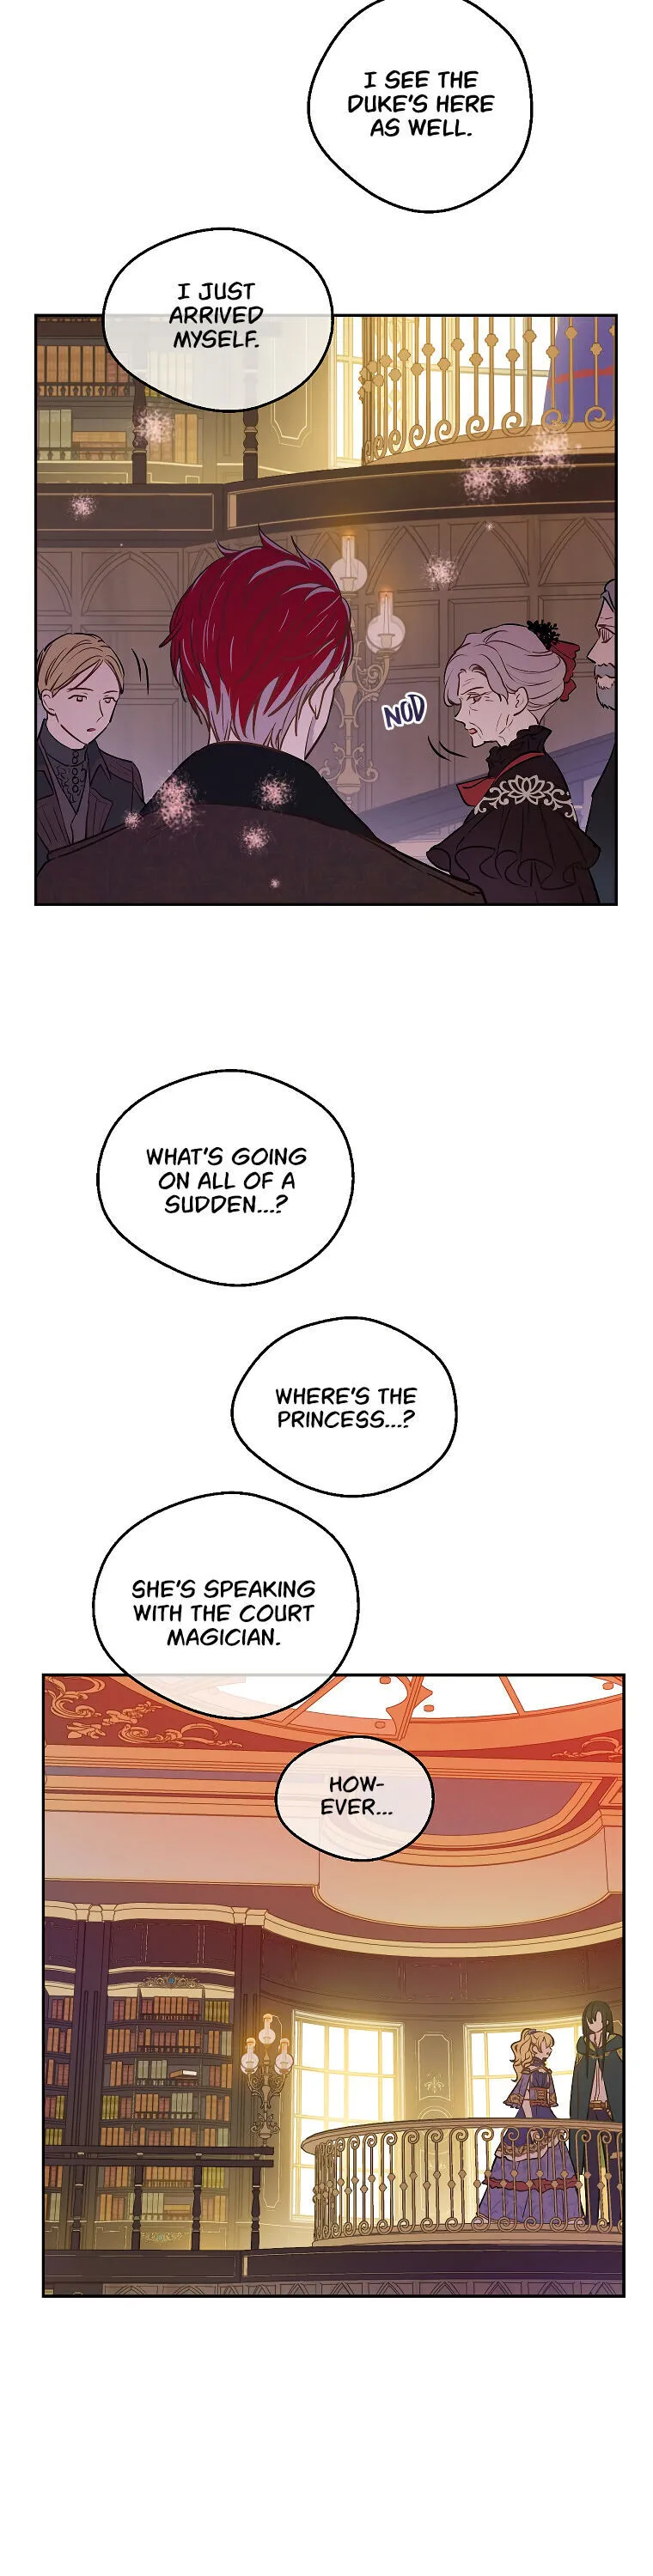 I SEE THE
DUKE'S HERE
AS WELL.
I JUST
ARRIVED
MYSELF.
NOD
WHAT'S GOING
ON ALL OF A
SUDDEN...?
WHERE'S THE
PRINCESS...?
SHE'S SPEAKING
WITH THE COURT
MAGICIAN.
HOW-
EVER...